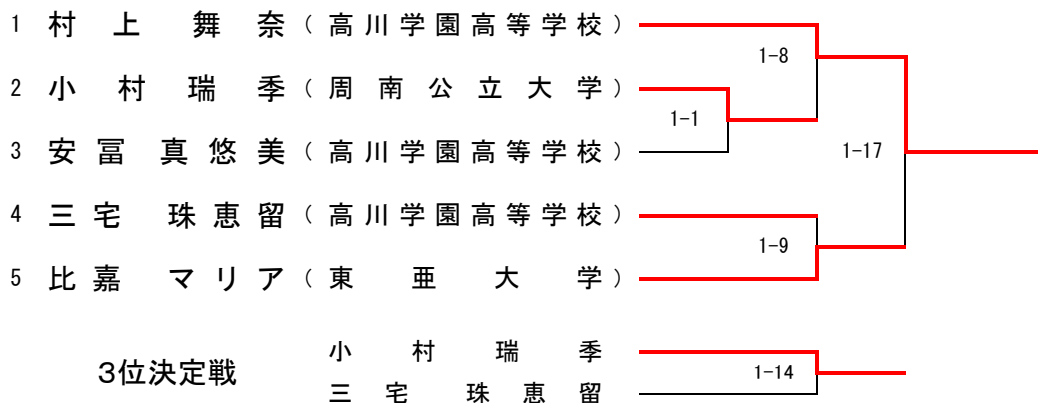 1 村上 舞奈（高川学園高等学校）
1-8
2 小村瑞季（周南公立大学）
1-1
3 安冨 真悠美（高川学園高等学校）
1-17
4 三宅 珠恵留（高川学園高等学校）
1-9
5 比嘉 マリア（東亜大学）
小村瑞季
3位決定戦
1-14
三宅 珠恵留